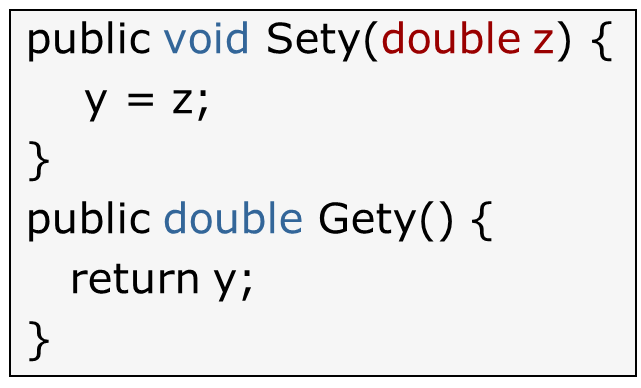 public void Sety(double z) {
y = z;
}
public double Gety() {
return y;
}